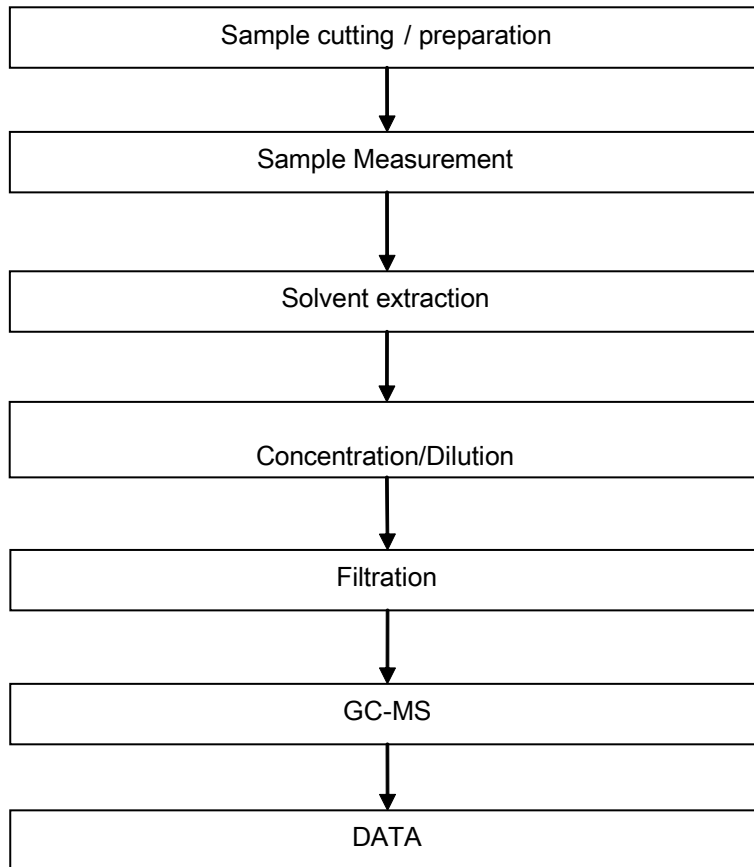 Sample cutting / preparation
Sample Measurement
Solvent extraction
Concentration/Dilution
Filtration
GC-MS
DATA